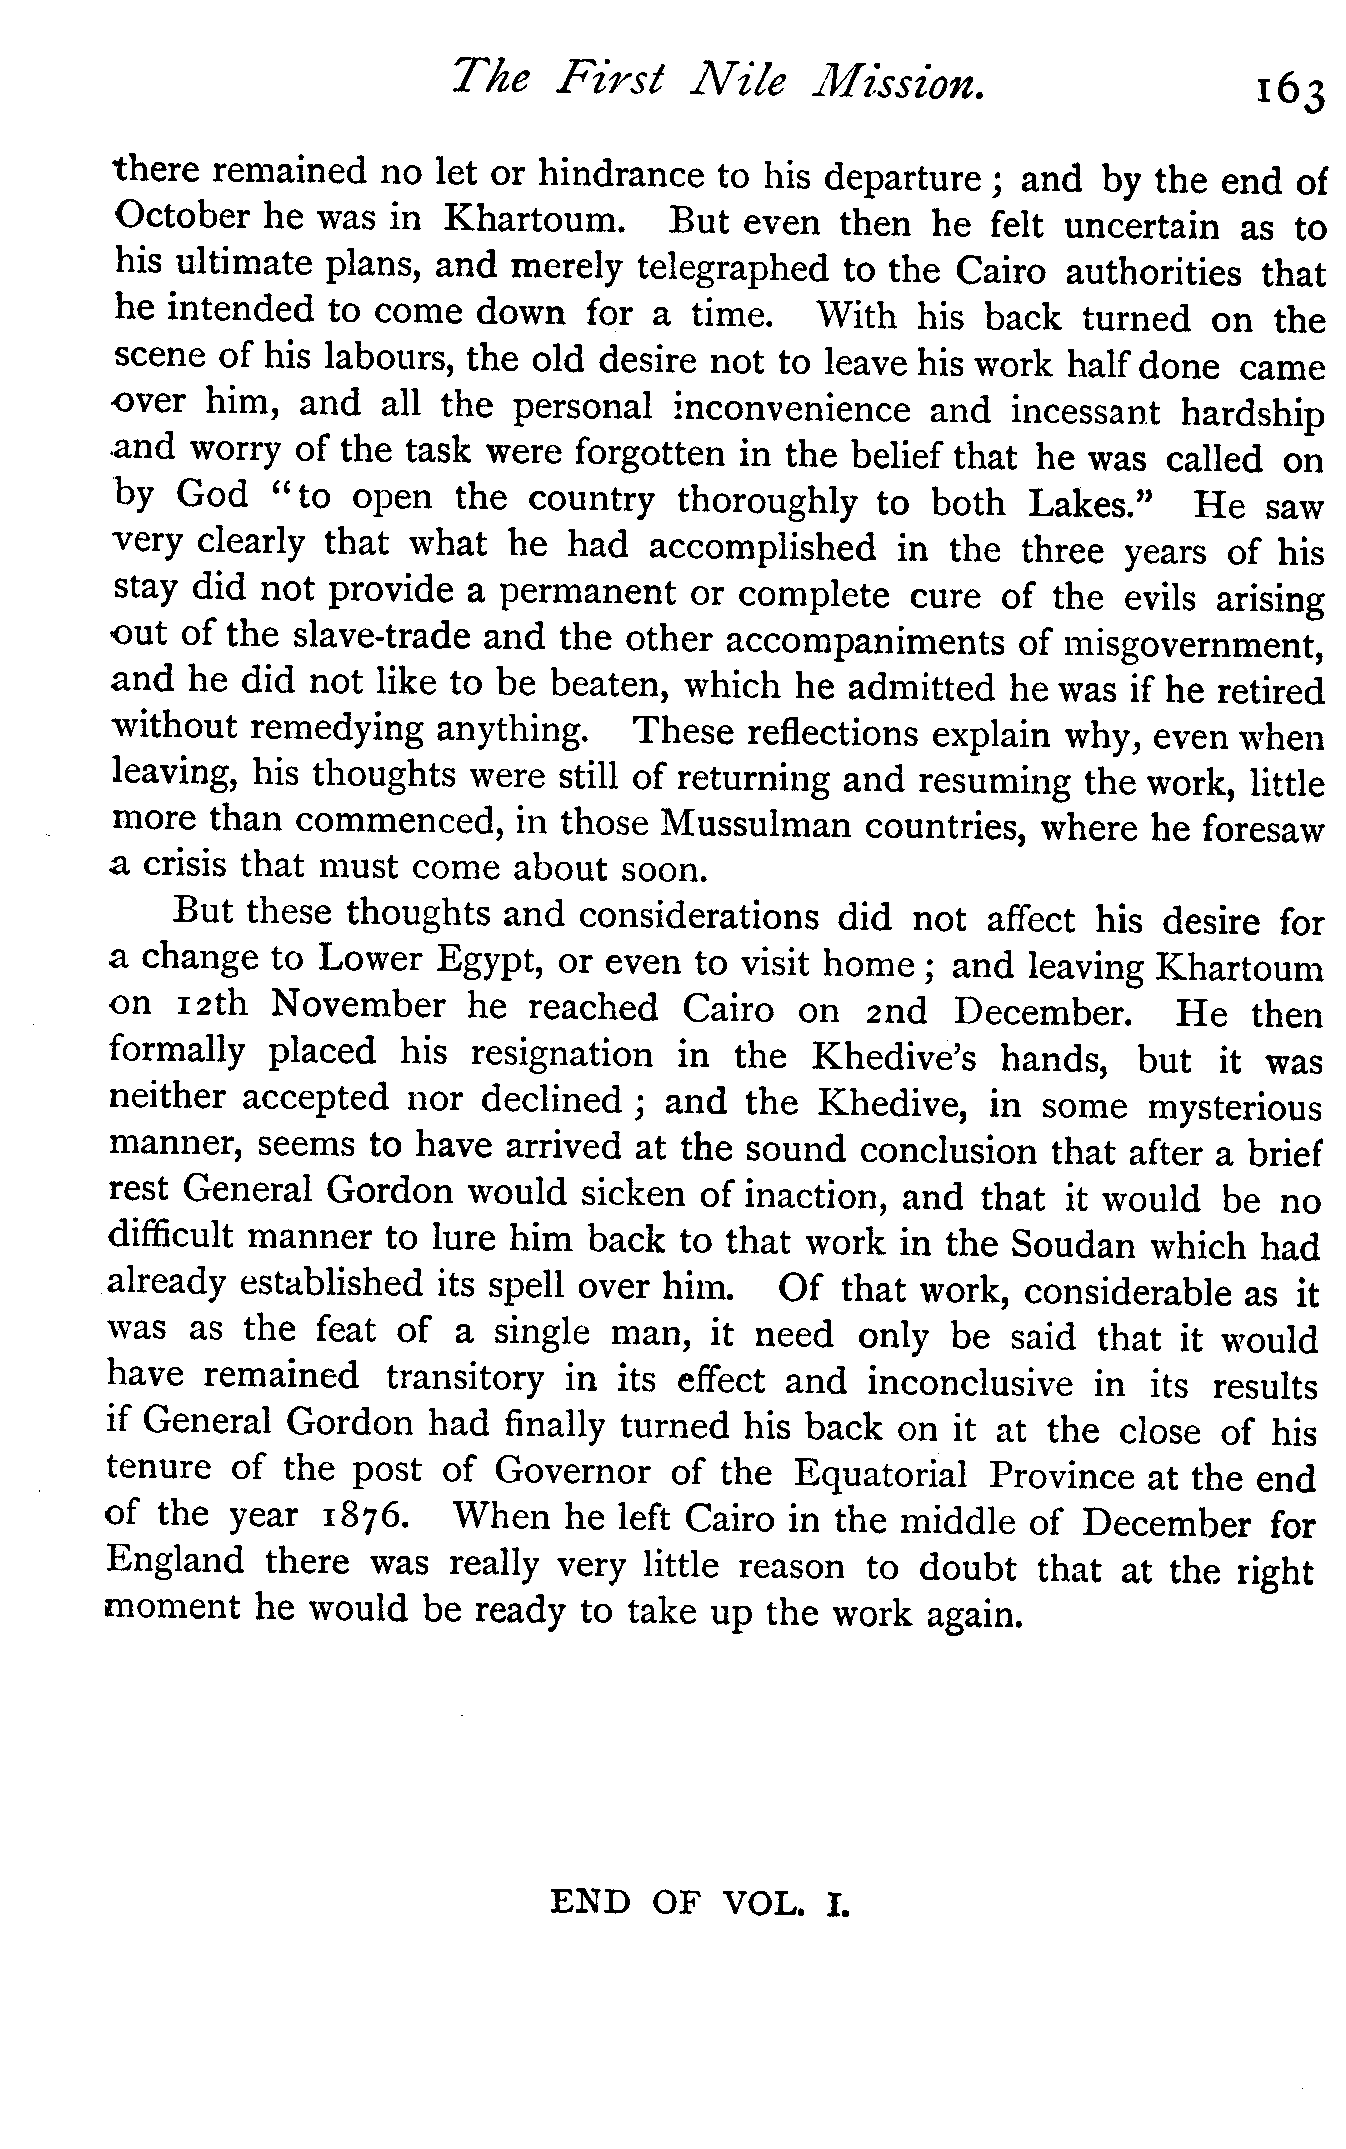 The First Nile Mission. 163
there remained no let or hindrance to his departure ; and by the end of
October he was in Khartoum. But even then he felt uncertain as to
his ultimate plans, and merely telegraphed to the Cairo authorities that
he intended to come down for a time. With his back turned on the
scene of his labours, the old desire not to leave his work half done came
over him, and all the personal inconvenience and incessant hardship
and worry of the task were forgotten in the belief that he was called on
by God “to open the country thoroughly to both Lakes.” He saw
very clearly that what he had accomplished in the three years of his
stay did not provide a permanent or complete cure of the evils arising
out of the slave-trade and the other accompaniments of misgovernment,
and he did not like to be beaten, which he admitted he was if he retired
without remedying anything. These reflections explain why, even when
leaving, his thoughts were still of returning and resuming the work, little
more than commenced, in those Mussulman countries, where he foresaw
a crisis that must come about soon.
But these thoughts and considerations did not affect his desire for
a change to Lower Egypt, or even to visit home ; and leaving Khartoum
on 12th November he reached Cairo on 2nd December. He then
formally placed his resignation in the Khedive’s hands, but it was
neither accepted nor declined ; and the Khedive, in some mysterious
manner, seems to have arrived at the sound conclusion that after a brief
rest General Gordon would sicken of inaction, and that it would be no
difficult manner to lure him back to that work in the Soudan which had
already established its spell over him. Of that work, considerable as it
was as the feat of a single man, it need only be said that it would
have remained transitory in its effect and inconclusive in its results
if General Gordon had finally turned his back on it at the close of his
tenure of the post of Governor of the Equatorial Province at the end
of the year 1876. When he left Cairo in the middle of December for
England there was really very little reason to doubt that at the right
moment he would be ready to take up the work again.
END OF VOL. I.